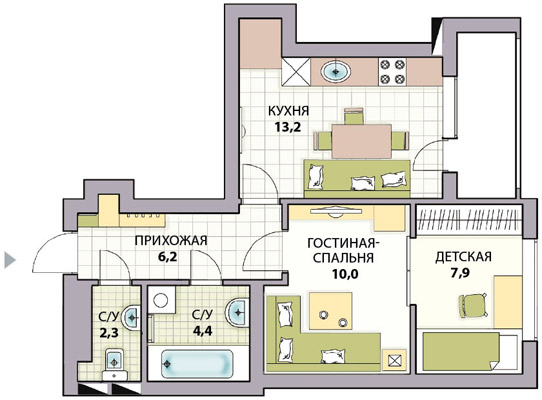 КУХНЯ
13,2
ПРИХОЖАЯ
6,2
ГОСТИНАЯ-
СПАЛЬНЯ
10,0
ДЕТСКАЯ
7,9
С/У
2,3
С/У
4,4